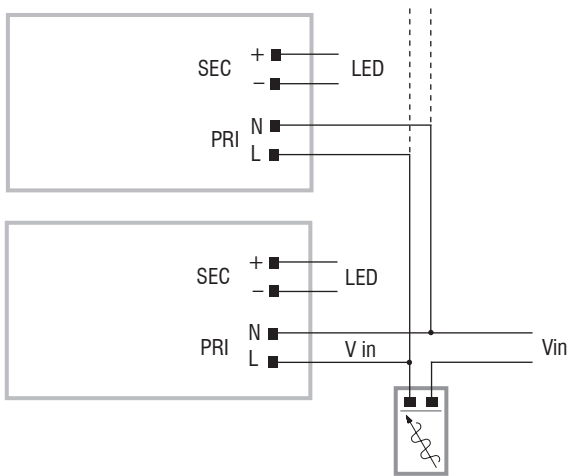 SEC + LED
−
PRI N
L
SEC + LED
−
PRI N
L V in Vin